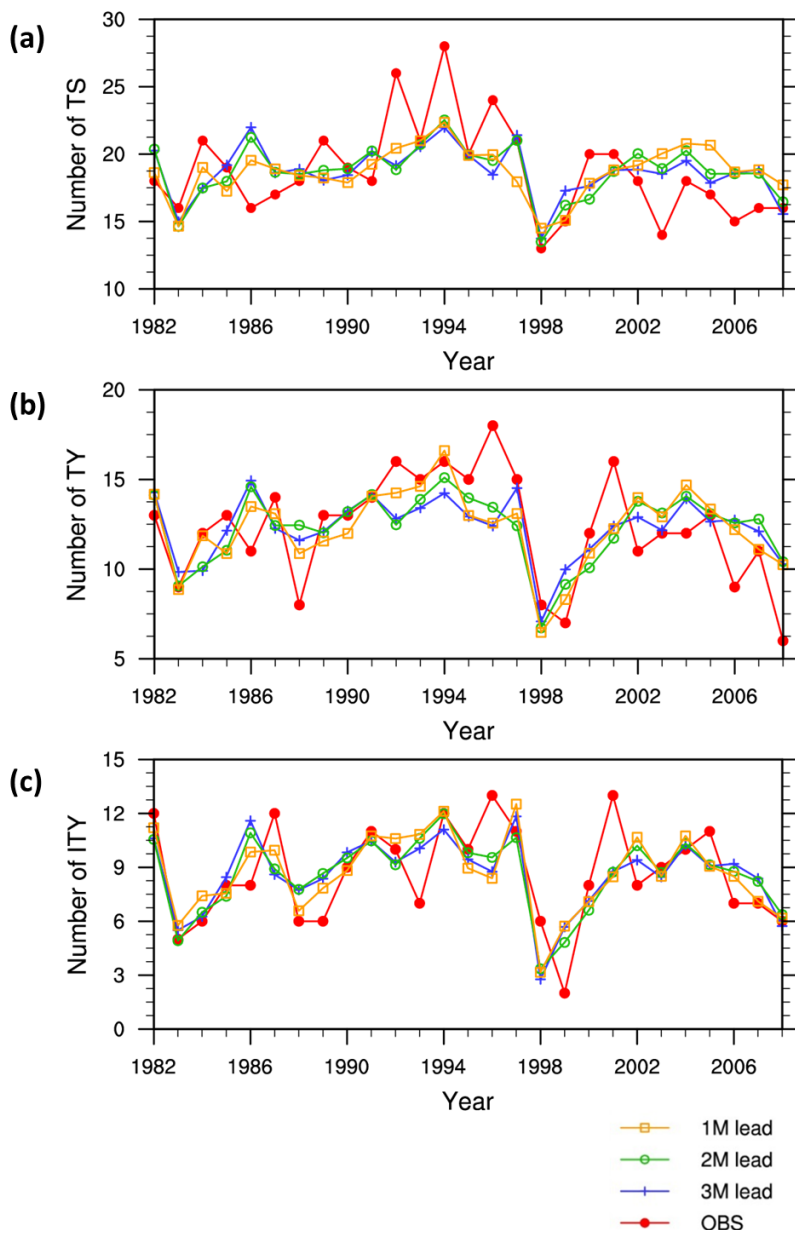 (a)
Number of TS
30
25
20
15
10
1982 1986 1990 1994 1998 2002 2006
Year
(b)
Number of TY
20
15
10
5
1982 1986 1990 1994 1998 2002 2006
Year
(c)
Number of ITY
15
12
9
6
3
0
1982 1986 1990 1994 1998 2002 2006
Year
1M lead
2M lead
3M lead
OBS